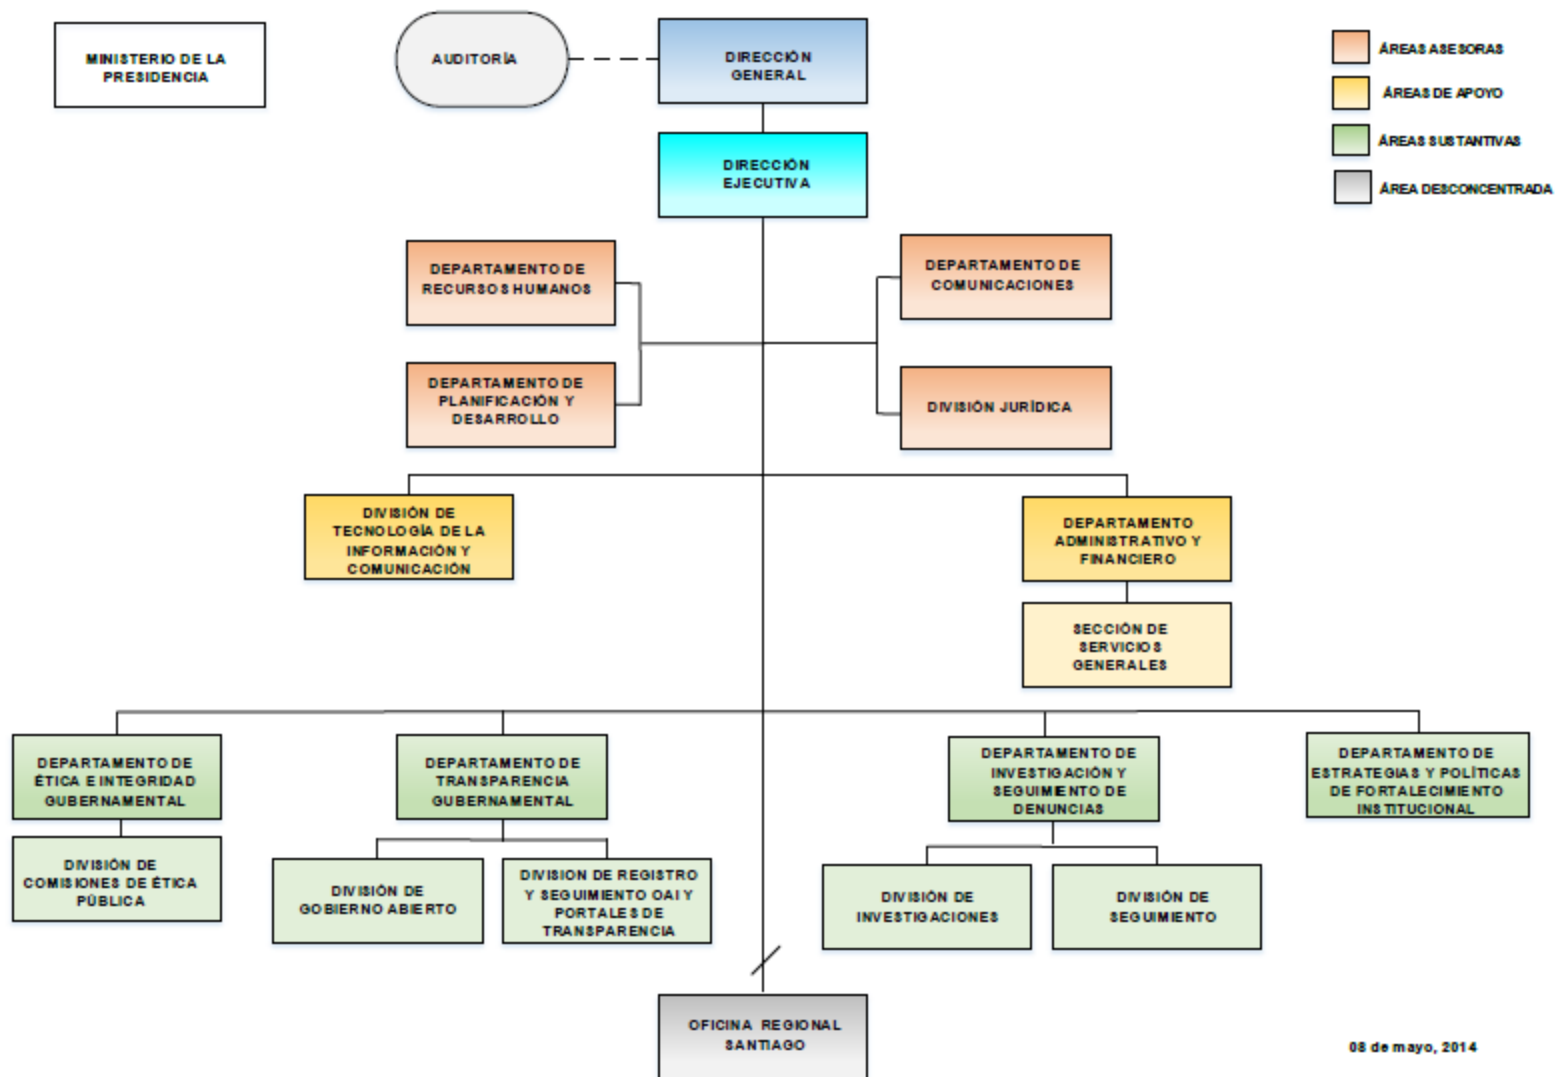 MINISTERIO DE LA
PRESIDENCIA
AUDITORÍA
DIRECCIÓN
GENERAL
ÁREAS ASESORAS
ÁREAS DE APOYO
ÁREAS SUSTANTIVAS
ÁREA DESCONCENTRADA
DIRECCIÓN
EJECUTIVA
DEPARTAMENTO DE
RECURSOS HUMANOS
DEPARTAMENTO DE
COMUNICACIONES
DEPARTAMENTO DE
PLANIFICACIÓN Y
DESARROLLO
DIVISIÓN JURÍDICA
DIVISIÓN DE
TECNOLOGÍA DE LA
INFORMACIÓN Y
COMUNICACIÓN
DEPARTAMENTO
ADMINISTRATIVO Y
FINANCIERO
SECCIÓN DE
SERVICIOS
GENERALES
DEPARTAMENTO DE
ÉTICA E INTEGRIDAD
GUBERNAMENTAL
DEPARTAMENTO DE
TRANSPARENCIA
GUBERNAMENTAL
DEPARTAMENTO DE
INVESTIGACIÓN Y
SEGUIMIENTO DE
DENUNCIAS
DEPARTAMENTO DE
ESTRATEGIAS Y POLÍTICAS
DE FORTALECIMIENTO
INSTITUCIONAL
DIVISIÓN DE
COMISIONES DE ÉTICA
PÚBLICA
DIVISIÓN DE
GOBIERNO ABIERTO
DIVISION DE REGISTRO
Y SEGUIMIENTO OAI Y
PORTALES DE
TRANSPARENCIA
DIVISIÓN DE
INVESTIGACIONES
DIVISIÓN DE
SEGUIMIENTO
OFICINA REGIONAL
SANTIAGO
08 de mayo, 2014